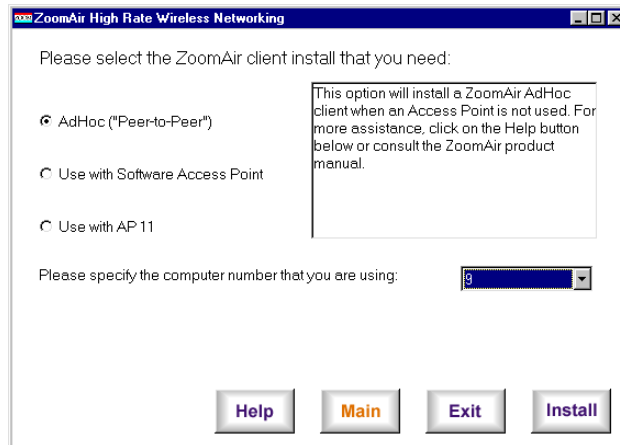 ZoomAir High Rate Wireless Networking
Please select the ZoomAir client install that you need:
AdHoc ("Peer-to-Peer")
Use with Software Access Point
Use with AP 11
This option will install a ZoomAir AdHoc
client when an Access Point is not used. For
more assistance, click on the Help button
below or consult the ZoomAir product
manual.
Please specify the computer number that you are using:
9
Help
Main
Exit
Install